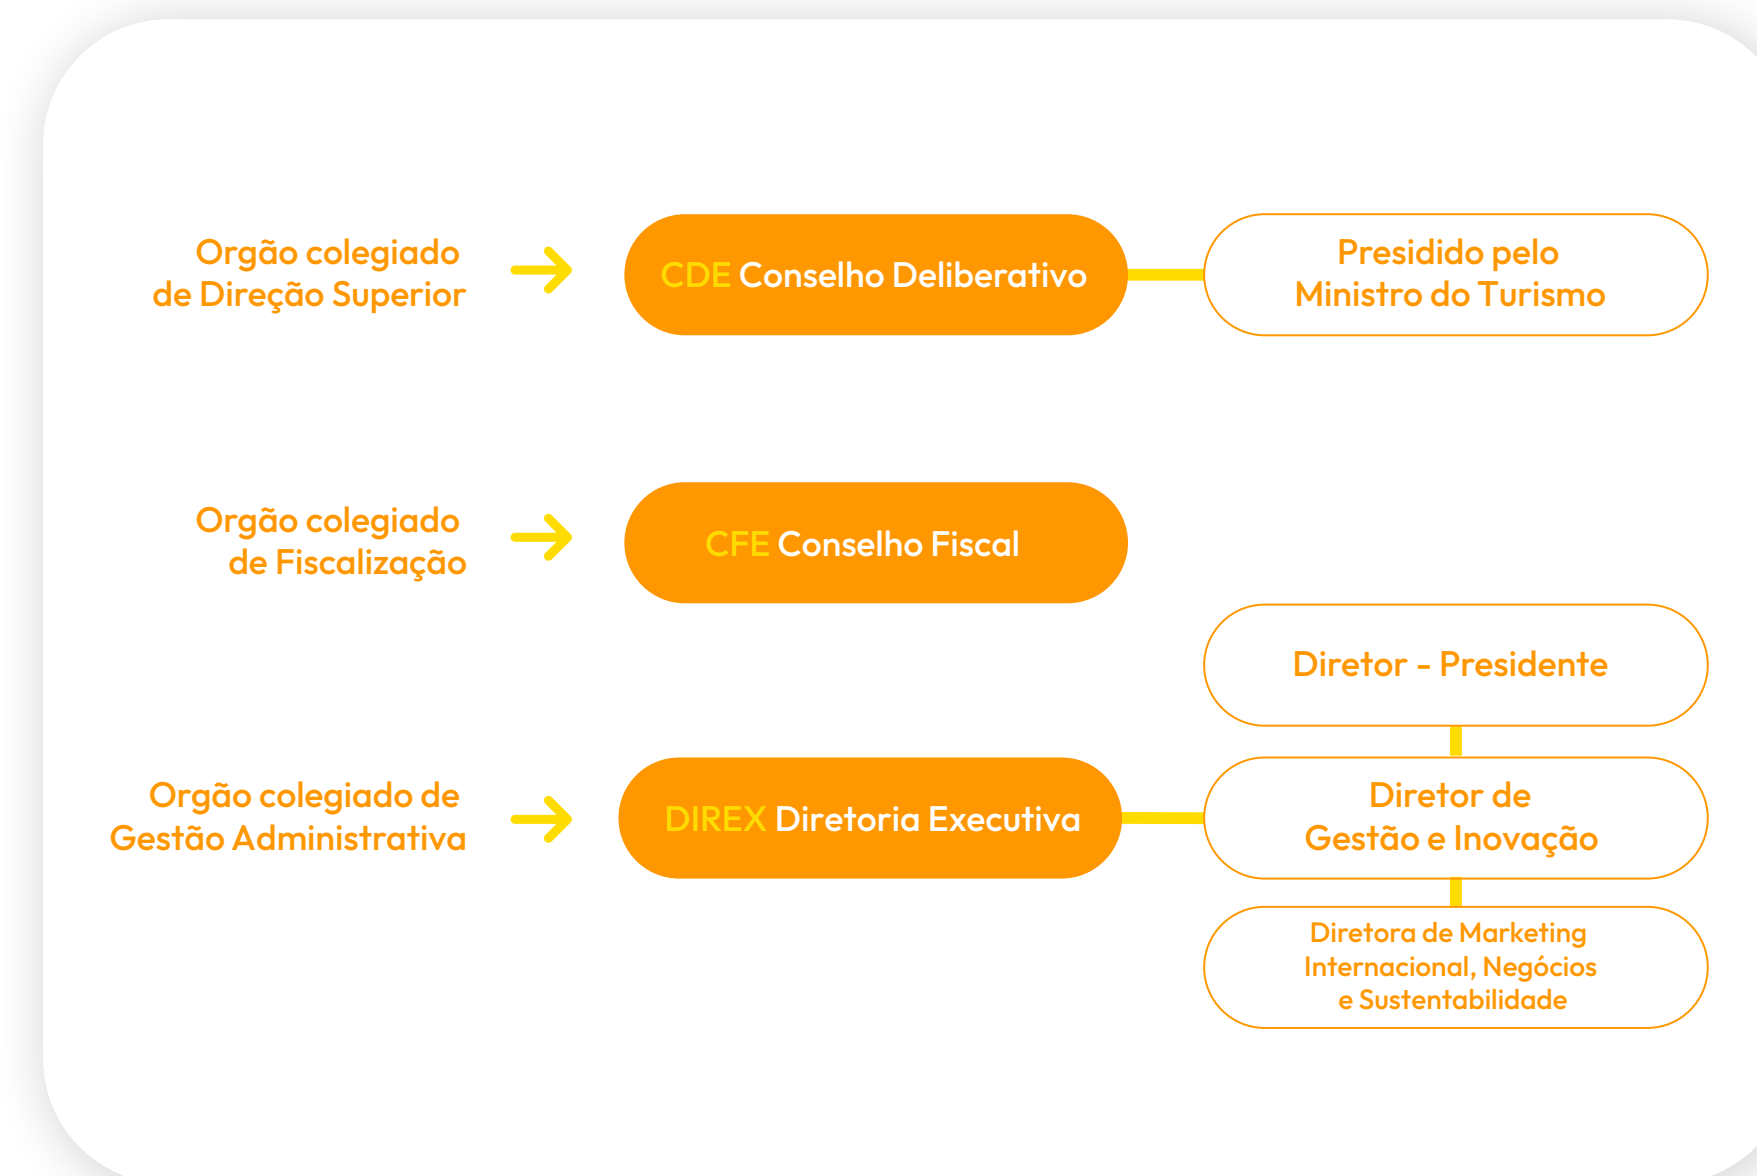 Orgão colegiado
de Direção Superior
CDE Conselho Deliberativo
Presidido pelo
Ministro do Turismo
Orgão colegiado
de Fiscalização
CFE Conselho Fiscal
Orgão colegiado de
Gestão Administrativa
DIREX Diretoria Executiva
Diretor - Presidente
Diretor de
Gestão e Inovação
Diretora de Marketing
Internacional, Negócios
e Sustentabilidade